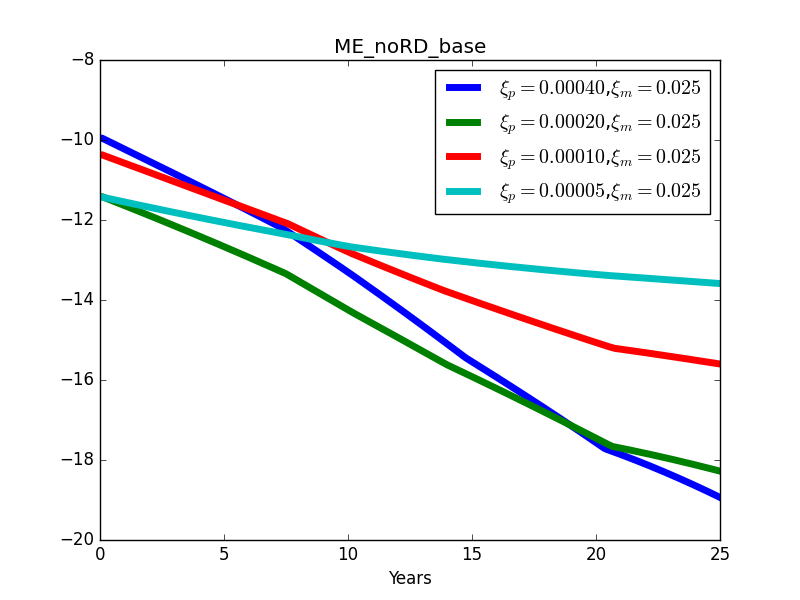 ME_noRD_base
−8
−10
−12
−14
−16
−18
−20
ξp = 0.00040,ξm = 0.025
ξp = 0.00020,ξm = 0.025
ξp = 0.00010,ξm = 0.025
ξp = 0.00005,ξm = 0.025
0 5 10 15 20 25
Years